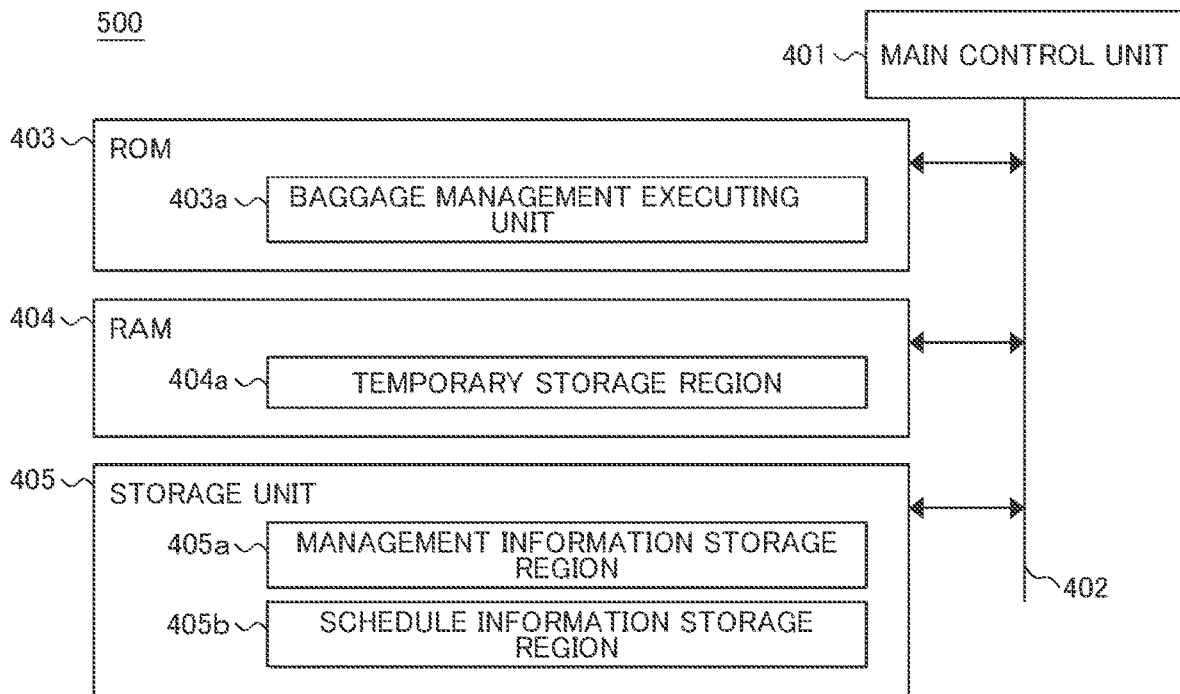 500
401
MAIN CONTROL UNIT
403
ROM
403a
BAGGAGE MANAGEMENT EXECUTING
UNIT
404
RAM
404a
TEMPORARY STORAGE REGION
405
STORAGE UNIT
405a
MANAGEMENT INFORMATION STORAGE
REGION
402
405b
SCHEDULE INFORMATION STORAGE
REGION